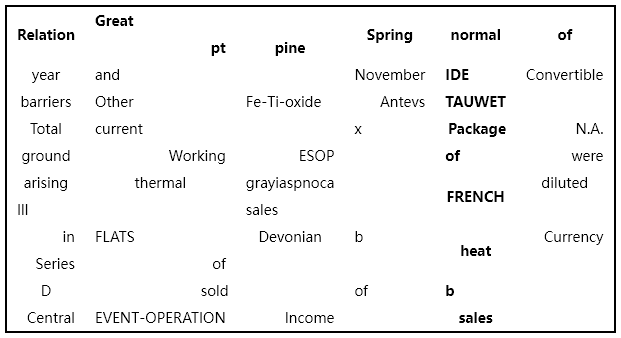 Relation Great pt pine Spring normal of
year and November IDE Convertible
barriers Other Fe-Ti-oxide Antevs TAUWET
Total current x Package N.A.
ground Working ESOP of were
arising thermal grayiaspnoca FRENCH diluted
III sales
in FLATS Devonian b heat Currency
Series of
D sold of b
Central EVENT-OPERATION Income sales